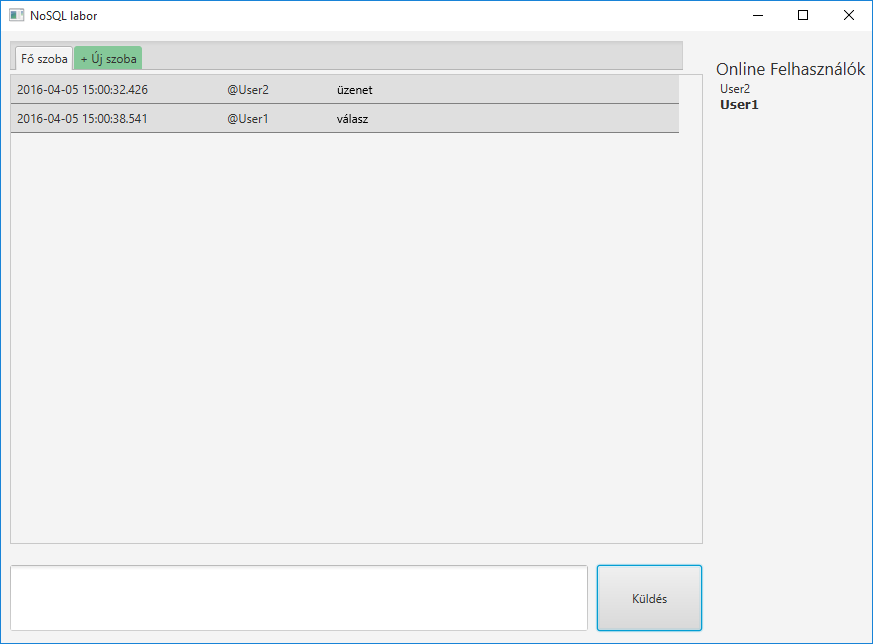 NoSQL labor
Fő szoba + Új szoba
2016-04-05 15:00:32.426 @User2 üzenet
2016-04-05 15:00:38.541 @User1 válasz
Online Felhasználók
User2
User1
Küldés